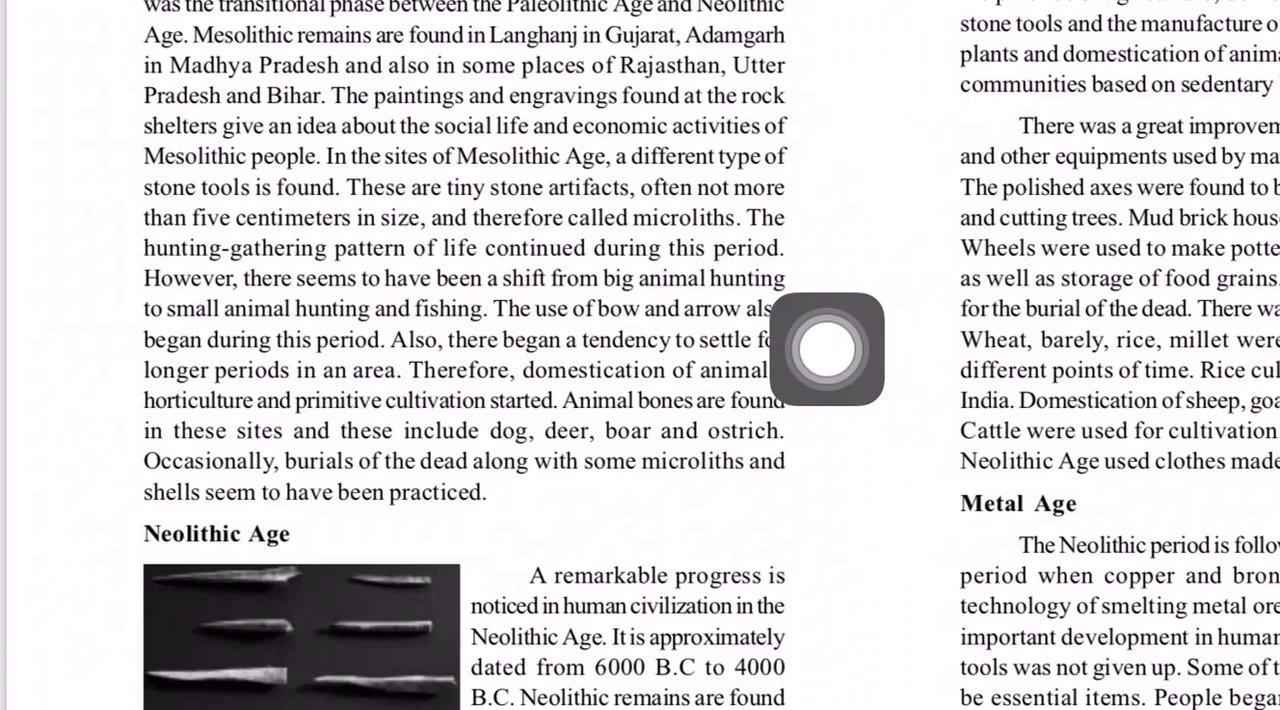 was the transitional phase between the Paleolithic Age and Neolithic
Age. Mesolithic remains are found in Langhanj in Gujarat, Adamgarh
in Madhya Pradesh and also in some places of Rajasthan, Utter
Pradesh and Bihar. The paintings and engravings found at the rock
shelters give an idea about the social life and economic activities of
Mesolithic people. In the sites of Mesolithic Age, a different type of
stone tools is found. These are tiny stone artifacts, often not more
than five centimeters in size, and therefore called microliths. The
hunting-gathering pattern of life continued during this period.
However, there seems to have been a shift from big animal hunting
to small animal hunting and fishing. The use of bow and arrow
began during this period. Also, there began a tendency to settle
longer periods in an area. Therefore, domestication of animal
horticulture and primitive cultivation started. Animal bones are found
in these sites and these include dog, deer, boar and ostrich.
Occasionally, burials of the dead along with some microliths and
shells seem to have been practiced.
Neolithic Age
A remarkable progress is
noticed in human civilization in the
Neolithic Age. It is approximately
dated from 6000 B.C to 4000
B.C. Neolithic remains are found
stone tools and the manufacture o
plants and domestication of anima
communities based on sedentary
There was a great improvem
and other equipments used by ma
The polished axes were found to b
and cutting trees. Mud brick hous
Wheels were used to make potte
as well as storage of food grains.
for the burial of the dead. There wa
Wheat, barely, rice, millet were
different points of time. Rice cul
India. Domestication of sheep, goa
Cattle were used for cultivation
Neolithic Age used clothes made
Metal Age
The Neolithic period is follow
period when copper and bron
technology of smelting metal ore
important development in human
tools was not given up. Some of t
be essential items. People began